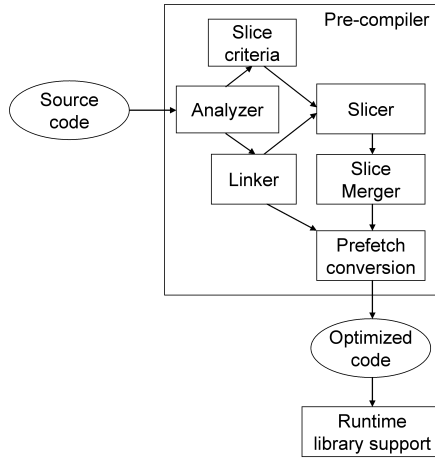 Pre-compiler
Slice
criteria
Source
code
Analyzer
Slicer
Linker
Slice
Merger
Prefetch
conversion
Optimized
code
Runtime
library support